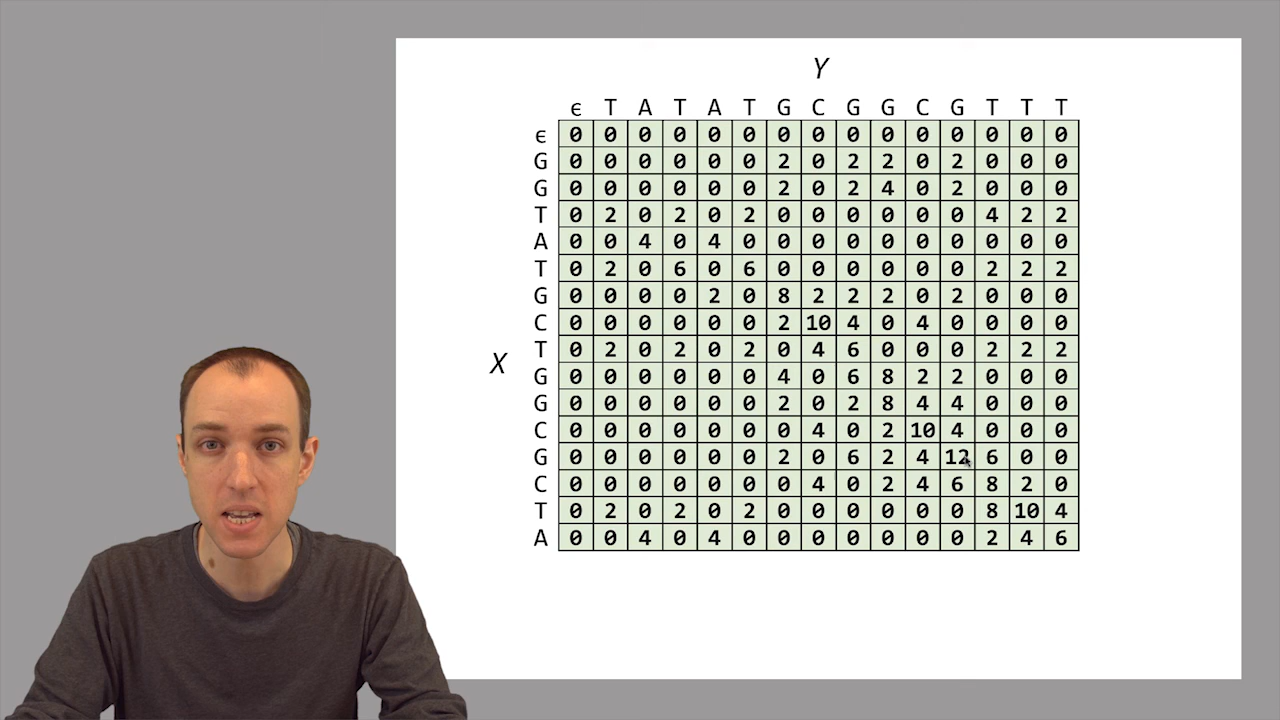 Y
ϵ T A T A T G C G G C G T T T
ϵ 0 0 0 0 0 0 0 0 0 0 0 0 0 0 0
G 0 0 0 0 0 0 2 0 2 2 0 2 0 0 0
G 0 0 0 0 0 0 2 0 2 4 0 2 0 0 0
T 0 2 0 2 0 2 0 0 0 0 0 0 4 2 2
A 0 0 4 0 4 0 0 0 0 0 0 0 0 0 0
T 0 2 0 6 0 6 0 0 0 0 0 0 2 2 2
G 0 0 0 0 2 0 8 2 2 2 0 2 0 0 0
C 0 0 0 0 0 0 2 10 4 0 4 0 0 0 0
T 0 2 0 2 0 2 0 4 6 0 0 0 2 2 2
X
G 0 0 0 0 0 0 4 0 6 8 2 2 0 0 0
G 0 0 0 0 0 0 2 0 2 8 4 4 0 0 0
C 0 0 0 0 0 0 0 4 0 2 10 4 0 0 0
G 0 0 0 0 0 0 2 0 6 2 4 12 6 0 0
C 0 0 0 0 0 0 0 4 0 2 4 6 8 2 0
T 0 2 0 2 0 2 0 0 0 0 0 0 8 10 4
A 0 0 4 0 4 0 0 0 0 0 0 0 2 4 6